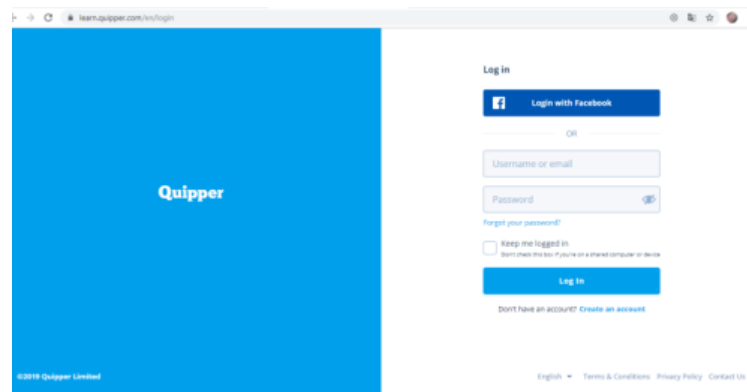 learn.quipper.com/en/login
Log in
Login with Facebook
OR
Username or email
Password
Forgot your password?
Keep me logged in
Don't check this box if you're on a shared computer or device
Log In
Don't have an account? Create an account
Quipper
©2019 Quipper Limited
English Terms & Conditions Privacy Policy Contact Us